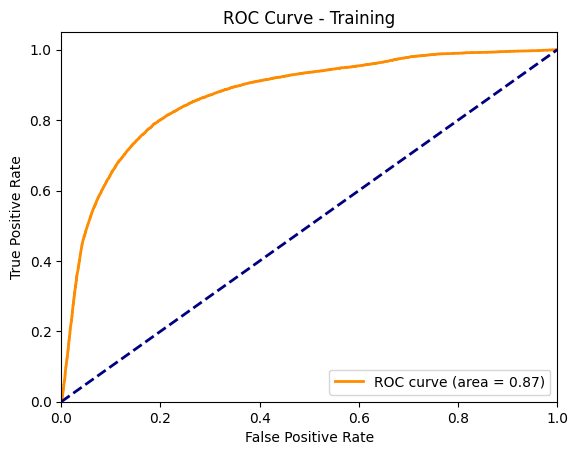 ROC Curve - Training
1.0
0.8
0.6
0.4
0.2
0.0
True Positive Rate
0.0 0.2 0.4 0.6 0.8 1.0
False Positive Rate
ROC curve (area = 0.87)